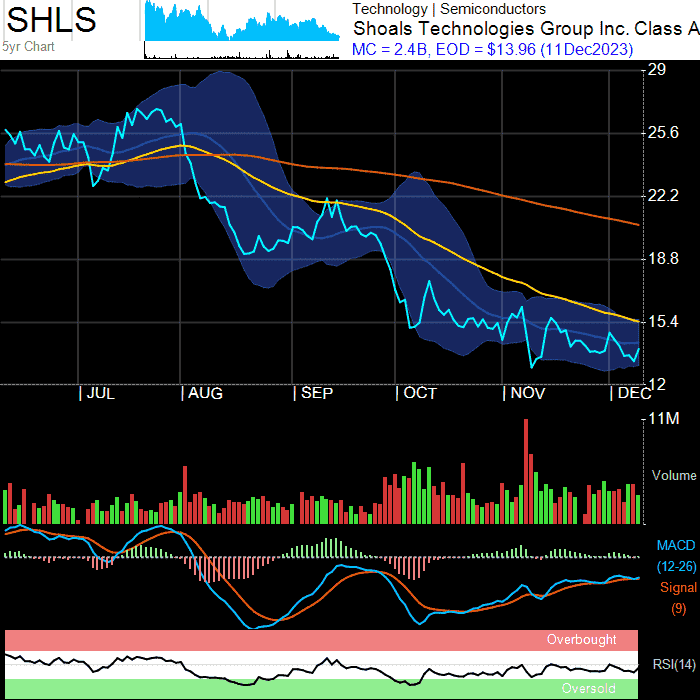 SHLS
5yr Chart
Technology | Semiconductors
Shoals Technologies Group Inc. Class A
MC = 2.4B, EOD = $13.96 (11Dec2023)
29
25.6
22.2
18.8
15.4
12
JUL
AUG
SEP
OCT
NOV
DEC
11M
Volume
MACD
(12-26)
Signal
(9)
Overbought
RSI(14)
Oversold